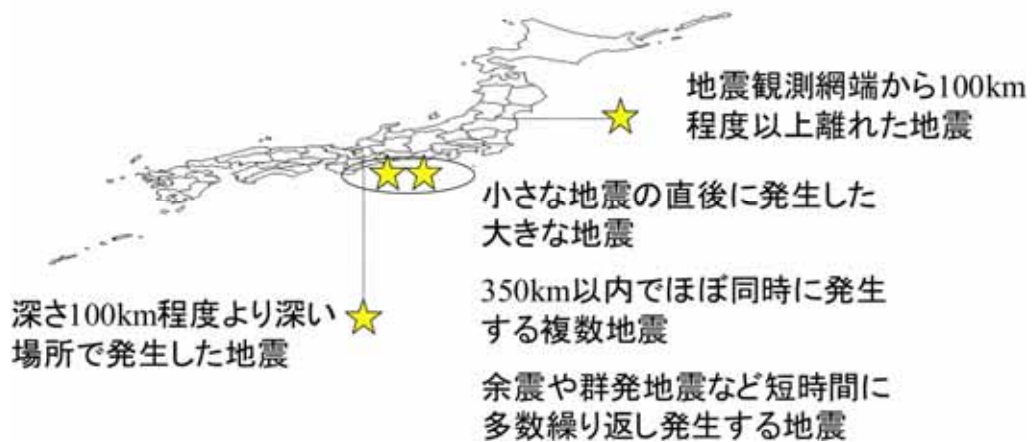 地震観測網端から100km
程度以上離れた地震
小さな地震の直後に発生した
大きな地震
350km以内でほぼ同時に発生
する複数地震
深さ100km程度より深い
場所で発生した地震
余震や群発地震など短時間に
多数繰り返し発生する地震